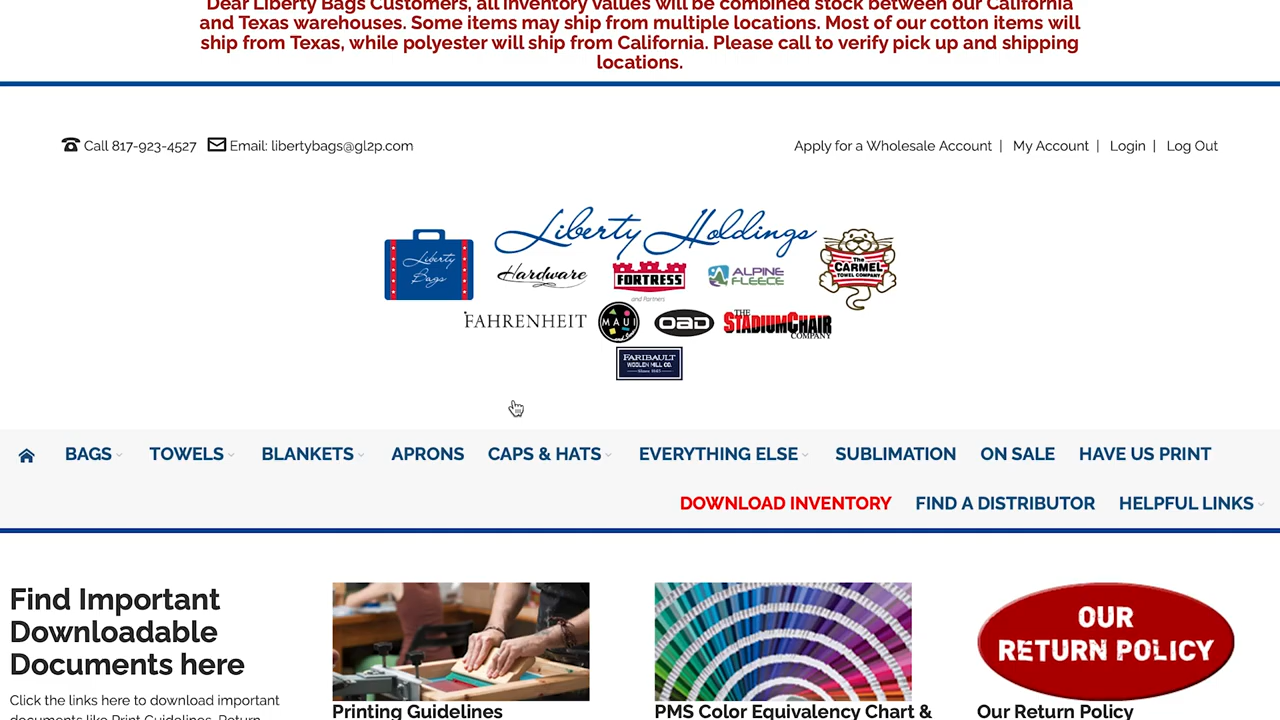 Dear Liberty Bags Customers, all inventory values will be combined stock between our California
and Texas warehouses. Some items may ship from multiple locations. Most of our cotton items will
ship from Texas, while polyester will ship from California. Please call to verify pick up and shipping
locations.
Call 817-923-4527 Email: libertybags@gl2p.com Apply for a Wholesale Account | My Account | Login | Log Out
Liberty Holdings
Liberty
Bags
Hardware
FORTRESS
ALPINE
FLEECE
The
CARMEL
TOWEL COMPANY
and Partners
FAHRENHEIT
MAUI
OAD
THE
STADIUMCHAIR
COMPANY
FARIBAULT
WOOLEN MILL CO.
Since 1865
BAGS TOWELS BLANKETS APRONS CAPS & HATS EVERYTHING ELSE SUBLIMATION ON SALE HAVE US PRINT
DOWNLOAD INVENTORY FIND A DISTRIBUTOR HELPFUL LINKS
Find Important
Downloadable
Documents here
Click the links here to download important
documents like Print Guidelines, Return
Printing Guidelines
PMS Color Equivalency Chart &
OUR
RETURN POLICY
Our Return Policy